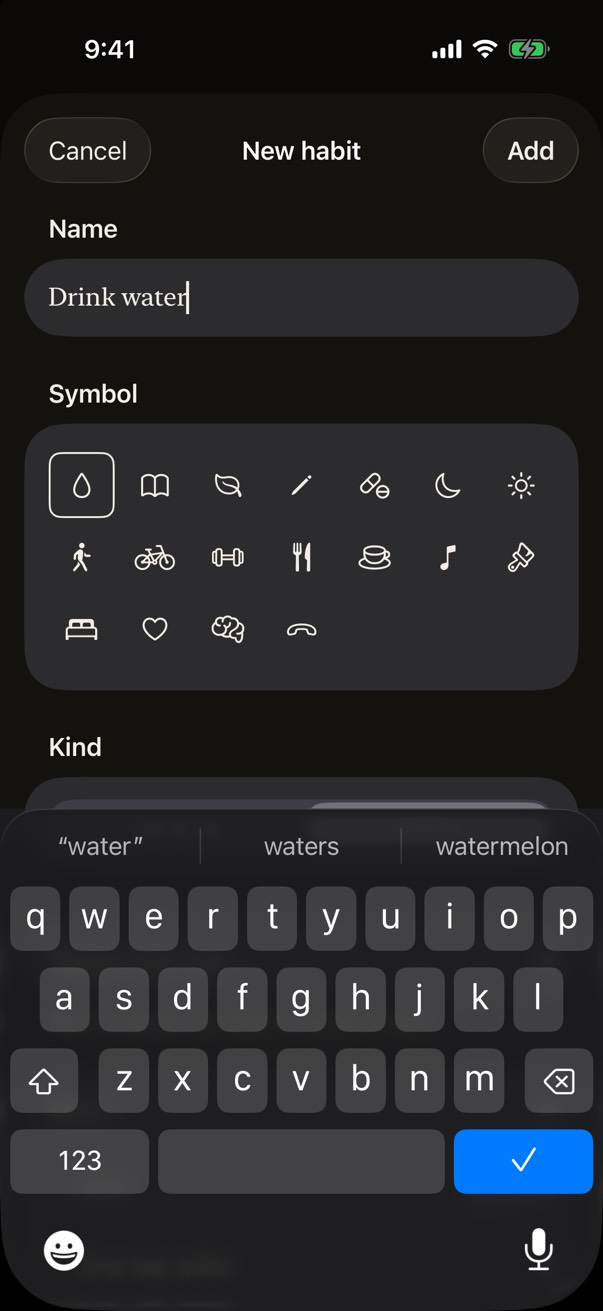 9:41
Cancel New habit Add
Name
Drink water
Symbol
Kind
“water” waters watermelon
q w e r t y u i o p
a s d f g h j k l
z x c v b n m
123